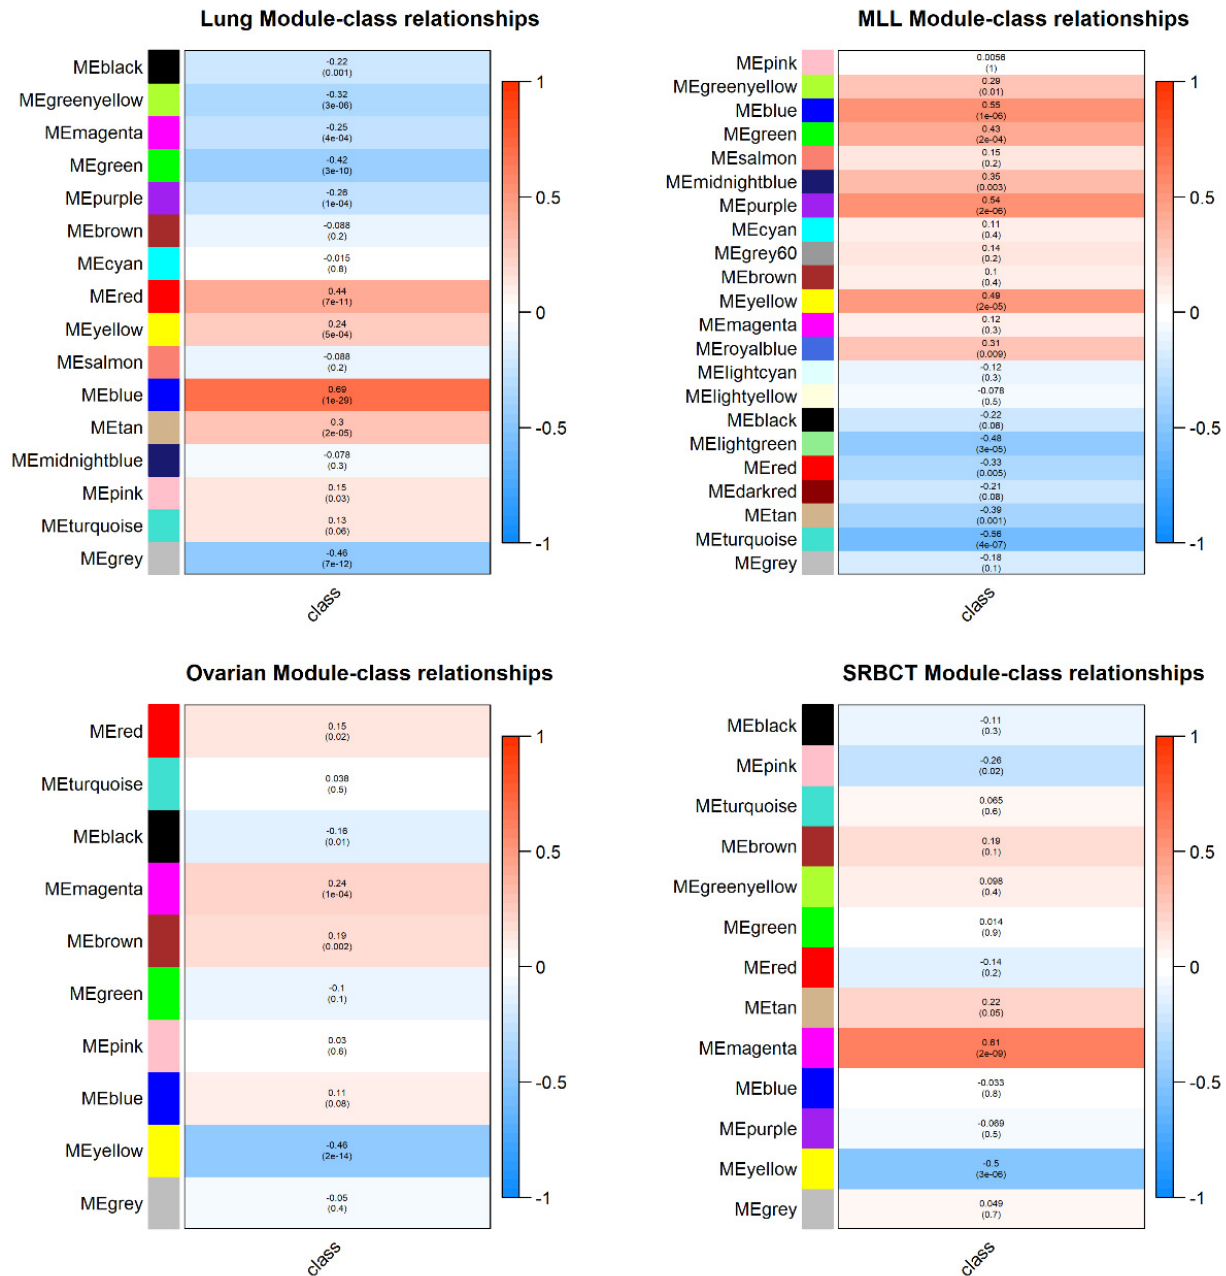 Lung Module-class relationships
MEblack
-0.22
(0.001)
MEgreenyellow
-0.32
(3e-06)
MEmagenta
-0.25
(4e-04)
MEgreen
-0.42
(3e-10)
MEpurple
-0.26
(1e-04)
MEbrown
-0.088
(0.2)
MEcyan
-0.015
(0.8)
MEred
0.44
(7e-11)
MEyellow
0.24
(5e-04)
MEsalmon
-0.088
(0.2)
MEblue
0.69
(1e-29)
MEtan
0.3
(2e-05)
MEmidnightblue
-0.078
(0.3)
MEpink
0.15
(0.03)
MEturquoise
0.13
(0.06)
MEgrey
-0.46
(7e-12)
class
1
0.5
0
-0.5
-1
MLL Module-class relationships
MEpink
0.0056
(1)
MEgreenyellow
0.29
(0.01)
MEblue
0.55
(1e-06)
MEgreen
0.43
(2e-04)
MEsalmon
0.15
(0.2)
MEmidnightblue
0.35
(0.003)
MEpurple
0.54
(2e-06)
MEcyan
0.11
(0.4)
MEgrey60
0.14
(0.2)
MEbrown
0.1
(0.4)
MEyellow
0.49
(2e-05)
MEmagenta
0.12
(0.3)
MEroyalblue
0.31
(0.009)
MElightcyan
-0.12
(0.3)
MElightyellow
-0.078
(0.5)
MEblack
-0.22
(0.06)
MElightgreen
-0.48
(3e-05)
MEred
-0.33
(0.005)
MEdarkred
-0.21
(0.08)
MEtan
-0.39
(0.001)
MEturquoise
-0.56
(4e-07)
MEgrey
-0.18
(0.1)
class
1
0.5
0
-0.5
-1
Ovarian Module-class relationships
MEred
0.15
(0.02)
MEturquoise
0.038
(0.5)
MEblack
-0.16
(0.01)
MEmagenta
0.24
(1e-04)
MEbrown
0.19
(0.002)
MEgreen
-0.1
(0.1)
MEpink
0.03
(0.6)
MEblue
0.11
(0.08)
MEyellow
-0.46
(2e-14)
MEgrey
-0.05
(0.4)
class
1
0.5
0
-0.5
-1
SRBCT Module-class relationships
MEblack
-0.11
(0.3)
MEpink
-0.26
(0.02)
MEturquoise
0.065
(0.6)
MEbrown
0.19
(0.1)
MEgreenyellow
0.098
(0.4)
MEgreen
0.014
(0.9)
MEred
-0.14
(0.2)
MEtan
0.22
(0.05)
MEmagenta
0.61
(2e-09)
MEblue
-0.033
(0.8)
MEpurple
-0.069
(0.5)
MEyellow
-0.5
(3e-06)
MEgrey
0.049
(0.7)
class
1
0.5
0
-0.5
-1